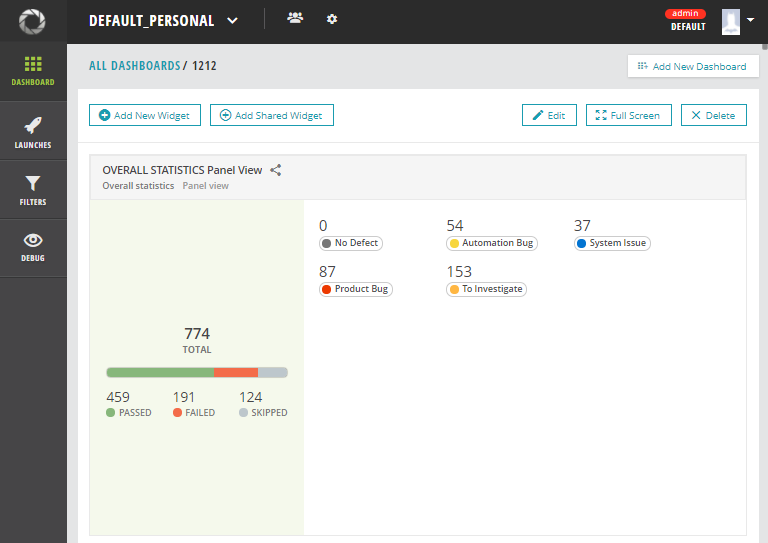 DEFAULT_PERSONAL
admin
DEFAULT
ALL DASHBOARDS / 1212
Add New Dashboard
DASHBOARD
LAUNCHES
FILTERS
DEBUG
Add New Widget
Add Shared Widget
Edit
Full Screen
Delete
OVERALL STATISTICS Panel View
Overall statistics Panel view
774
TOTAL
459 191 124
PASSED FAILED SKIPPED
0 54 37
No Defect Automation Bug System Issue
87 153
Product Bug To Investigate